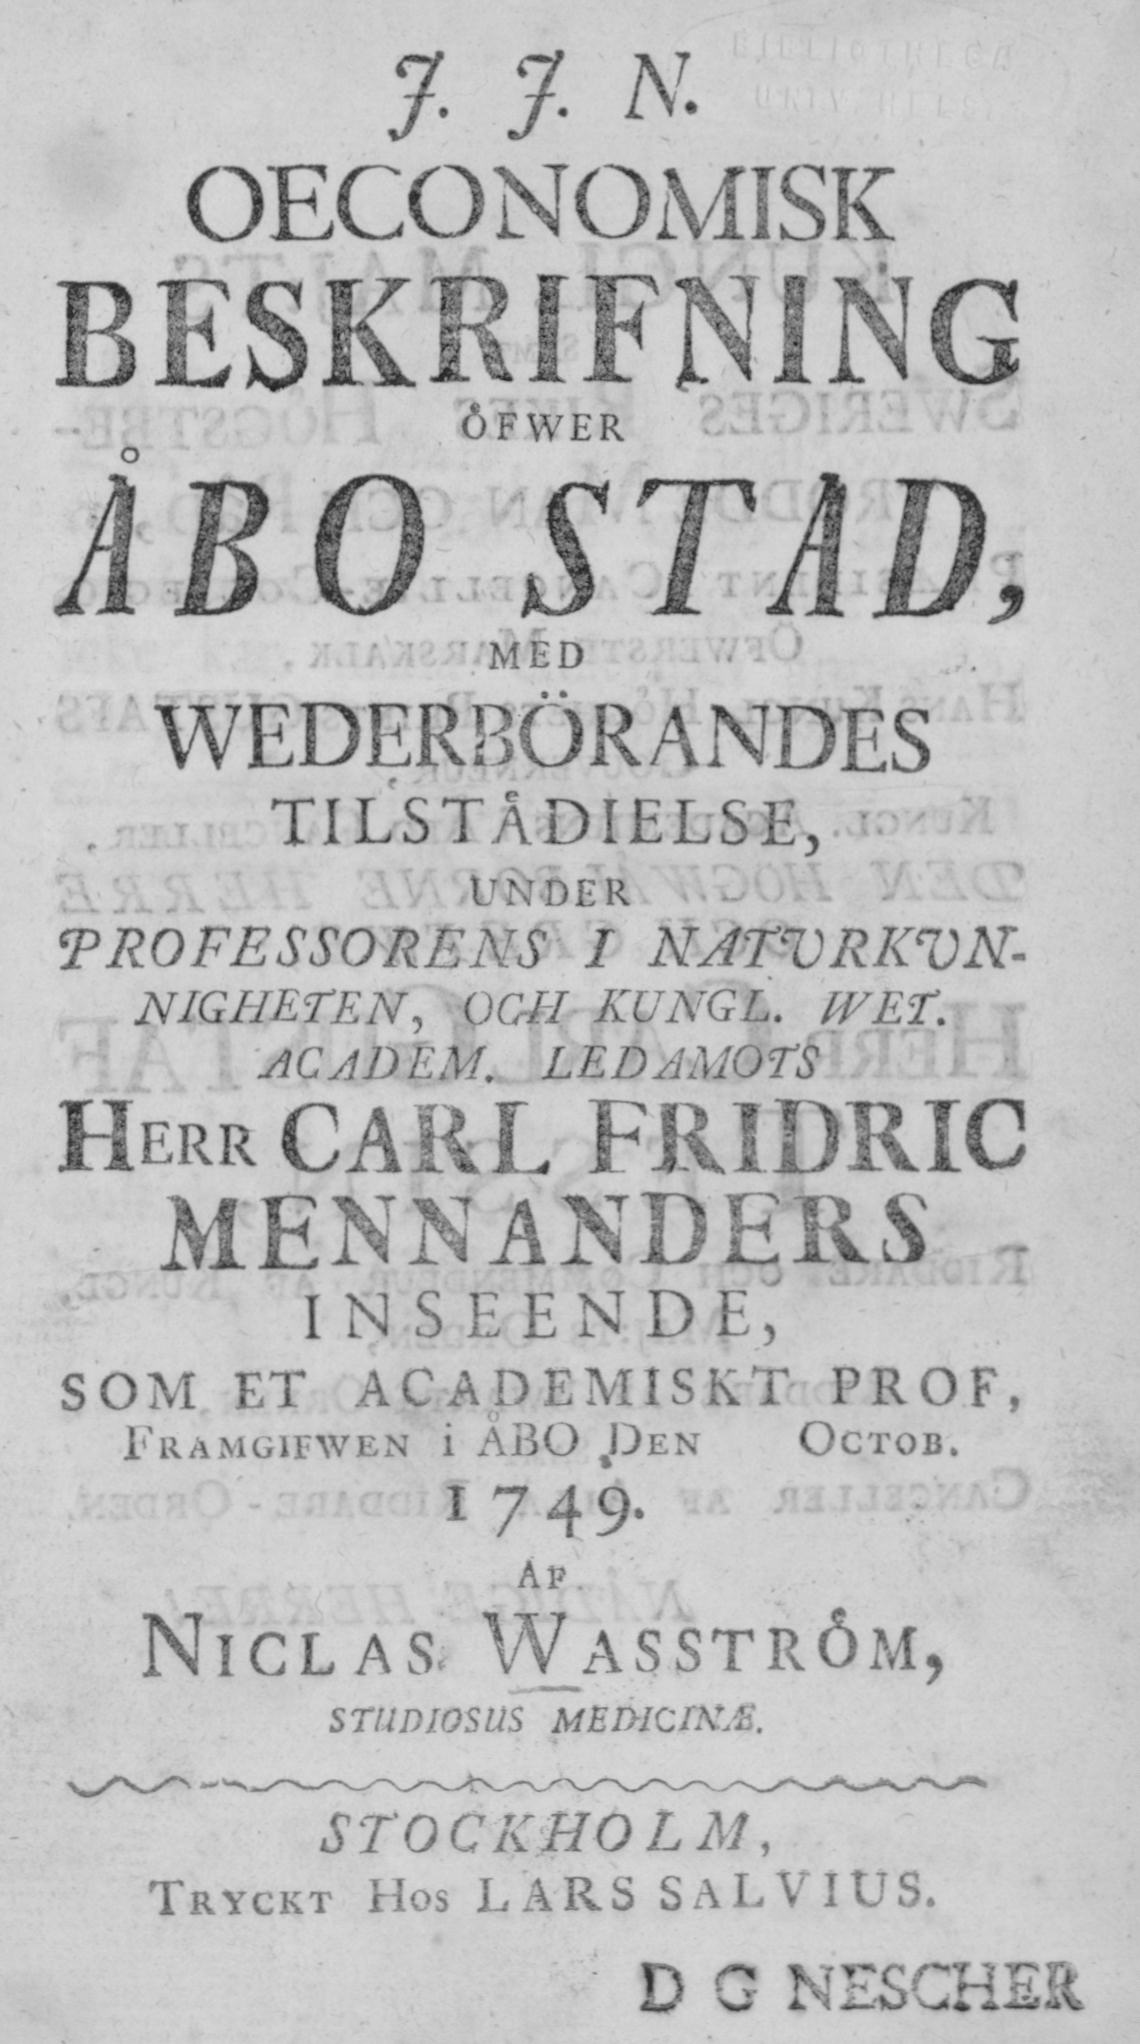 J. J. N.
OECONOMISK
BESKRIFNING
ÖFWER
ÅBO STAD,
MED
WEDERBÖRANDES
TILSTÅDIELSE,
UNDER
PROFESSORENS I NATURKUN-
NIGHETEN, OCH KUNGL. WET.
ACADEM. LEDAMOTS
HERR CARL FRIDRIC
MENNANDERS
INSEENDE,
SOM ET ACADEMISKT PROF,
FRAMGIFWEN i ÅBO DEN OCTOB.
1749.
AF
NICLAS WASSTRÖM,
STUDIOSUS MEDICINÆ.
STOCKHOLM,
TRYCKT HOS LARS SALVIUS.
D G NESCHER